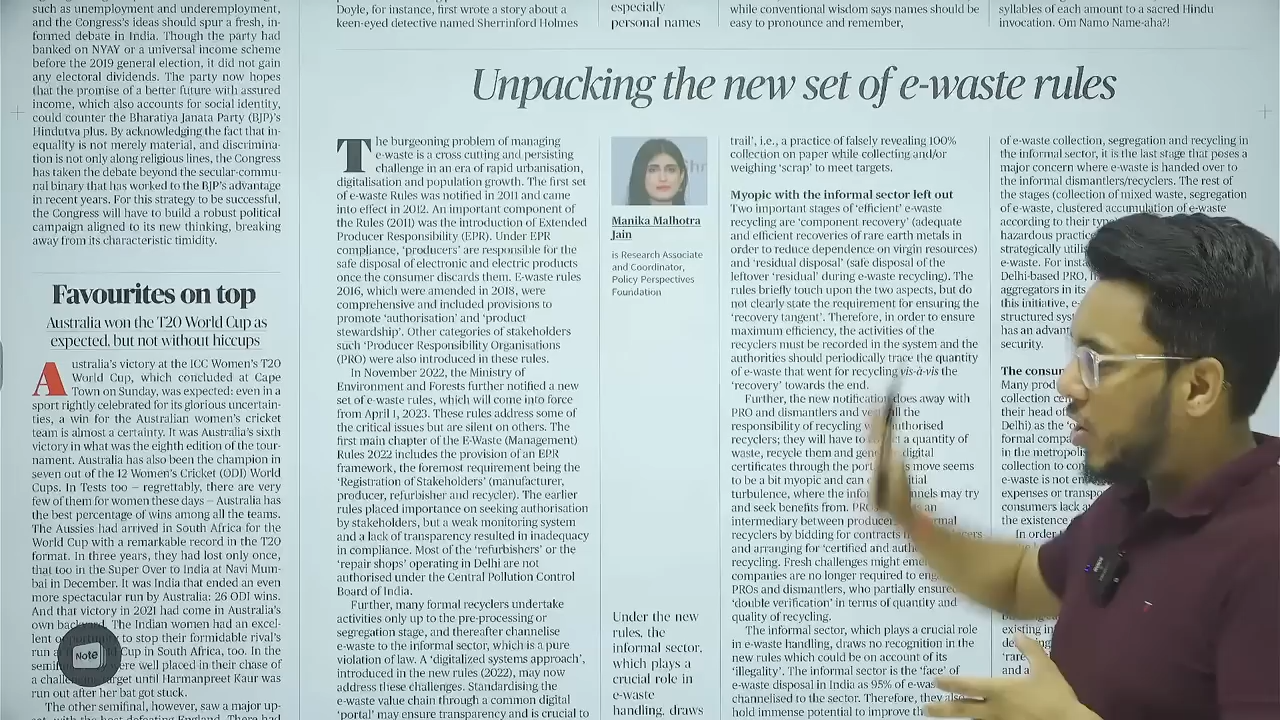 such as unemployment and underemployment,
and the Congress's ideas should spur a fresh, in-
formed debate in India. Though the party had
banked on NYAY or a universal income scheme
before the 2019 general election, it did not gain
any electoral dividends. The party now hopes
that the promise of a better future with assured
income, which also accounts for social identity,
could counter the Bharatiya Janata Party (BJP)'s
Hindutva plus. By acknowledging the fact that in-
equality is not merely material, and discrimina-
tion is not only along religious lines, the Congress
has taken the debate beyond the secular-commu-
nal binary that has worked to the BJP's advantage
in recent years. For this strategy to be successful,
the Congress will have to build a robust political
campaign aligned to its new thinking, breaking
away from its characteristic timidity.
Favourites on top
Australia won the T20 World Cup as
expected, but not without hiccups
Australia's victory at the ICC Women's T20
World Cup, which concluded at Cape
Town on Sunday, was expected: even in a
sport rightly celebrated for its glorious uncertain-
ties, a win for the Australian women's cricket
team is almost a certainty. It was Australia's sixth
victory in what was the eighth edition of the tour-
nament. Australia has also been the champion in
seven out of the 12 Women's Cricket (ODI) World
Cups. In Tests too – regrettably, there are very
few of them for women these days – Australia has
the best percentage of wins among all the teams.
The Aussies had arrived in South Africa for the
World Cup with a remarkable record in the T20
format. In three years, they had lost only once,
that too in the Super Over to India at Navi Mum-
bai in December. It was India that ended an even
more spectacular run by Australia: 26 ODI wins.
And that victory in 2021 had come in Australia's
own backyard. The Indian women had an excel-
lent opportunity to stop their formidable rival's
run a Cup in South Africa, too. In the
semif ere well placed in their chase of
a challen target until Harmanpreet Kaur was
run out after her bat got stuck.
The other semifinal, however, saw a major up-
Note
Doyle, for instance, first wrote a story about a
keen-eyed detective named Sherrinford Holmes
especially
personal names
while conventional wisdom says names should be
easy to pronounce and remember,
syllables of each amount to a sacred Hindu
invocation. Om Namo Name-aha?!
Unpacking the new set of e-waste rules
The burgeoning problem of managing
e-waste is a cross cutting and persisting
challenge in an era of rapid urbanisation,
digitalisation and population growth. The first set
of e-waste Rules was notified in 2011 and came
into effect in 2012. An important component of
the Rules (2011) was the introduction of Extended
Producer Responsibility (EPR). Under EPR
compliance, 'producers' are responsible for the
safe disposal of electronic and electric products
once the consumer discards them. E-waste rules
2016, which were amended in 2018, were
comprehensive and included provisions to
promote 'authorisation' and 'product
stewardship'. Other categories of stakeholders
such 'Producer Responsibility Organisations
(PRO) were also introduced in these rules.
In November 2022, the Ministry of
Environment and Forests further notified a new
set of e-waste rules, which will come into force
from April 1, 2023. These rules address some of
the critical issues but are silent on others. The
first main chapter of the E-Waste (Management)
Rules 2022 includes the provision of an EPR
framework, the foremost requirement being the
'Registration of Stakeholders' (manufacturer,
producer, refurbisher and recycler). The earlier
rules placed importance on seeking authorisation
by stakeholders, but a weak monitoring system
and a lack of transparency resulted in inadequacy
in compliance. Most of the 'refurbishers' or the
'repair shops' operating in Delhi are not
authorised under the Central Pollution Control
Board of India.
Further, many formal recyclers undertake
activities only up to the pre-processing or
segregation stage, and thereafter channelise
e-waste to the informal sector, which is a pure
violation of law. A 'digitalized systems approach',
introduced in the new rules (2022), may now
address these challenges. Standardising the
e-waste value chain through a common digital
'portal' may ensure transparency and is crucial to
Manika Malhotra
Jain
is Research Associate
and Coordinator,
Policy Perspectives
Foundation
Under the new
rules, the
informal sector,
which plays a
crucial role in
e-waste
handling, draws
trail', i.e., a practice of falsely revealing 100%
collection on paper while collecting and/or
weighing 'scrap' to meet targets.
Myopic with the informal sector left out
Two important stages of 'efficient' e-waste
recycling are 'component recovery' (adequate
and efficient recoveries of rare earth metals in
order to reduce dependence on virgin resources)
and 'residual disposal' (safe disposal of the
leftover 'residual' during e-waste recycling). The
rules briefly touch upon the two aspects, but do
not clearly state the requirement for ensuring the
'recovery tangent'. Therefore, in order to ensure
maximum efficiency, the activities of the
recyclers must be recorded in the system and the
authorities should periodically trace the quantity
of e-waste that went for recycling vis-à-vis the
'recovery' towards the end.
Further, the new notification does away with
PRO and dismantlers and vest all the
responsibility of recycling w authorised
recyclers; they will have to a quantity of
waste, recycle them and gen digital
certificates through the port move seems
to be a bit myopic and can itial
turbulence, where the infor nnels may try
and seek benefits from. PRO
intermediary between produce mal
recyclers by bidding for contracts
and arranging for 'certified and auth
recycling. Fresh challenges might eme
companies are no longer required to eng
PROs and dismantlers, who partially ensured
'double verification' in terms of quantity and
quality of recycling.
The informal sector, which plays a crucial role
in e-waste handling, draws no recognition in the
new rules which could be on account of its
'illegality'. The informal sector is the 'face' of
e-waste disposal in India as 95% of e-was
channelised to the sector. Therefore, they also
hold immense potential to improve th
of e-waste collection, segregation and recycling in
the informal sector, it is the last stage that poses a
major concern where e-waste is handed over to
the informal dismantlers/recyclers. The rest of
the stages (collection of mixed waste, segregation
of e-waste, clustered accumulation of e-waste
according to their typ
hazardous practic
strategically utilis
e-waste. For insta
Delhi-based PRO,
aggregators in its
this initiative, e-
structured sys
has an advan
security.
The consum
Many prod
collection cen
their head of
Delhi) as the 'o
formal compa
in the metropolis
collection to con
e-waste is not en
expenses or transpo
consumers lack a
the existence
In order
existing in
'rare
and a